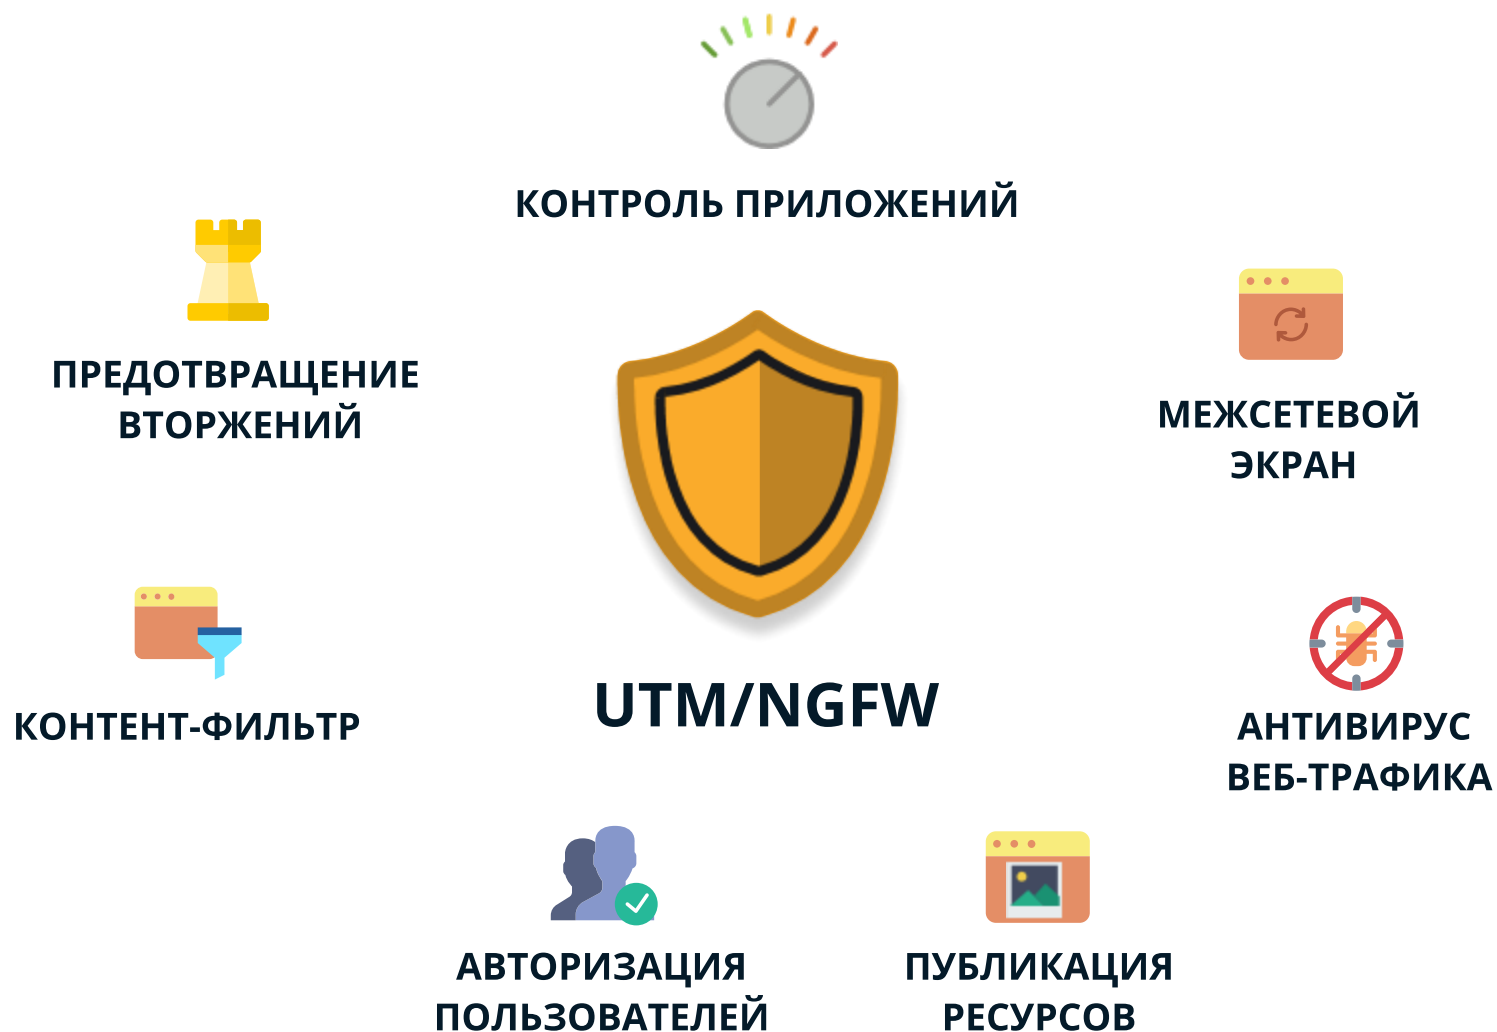 КОНТРОЛЬ ПРИЛОЖЕНИЙ
ПРЕДОТВРАЩЕНИЕ
ВТОРЖЕНИЙ
МЕЖСЕТЕВОЙ
ЭКРАН
КОНТЕНТ-ФИЛЬТР
UTM/NGFW
АНТИВИРУС
ВЕБ-ТРАФИКА
АВТОРИЗАЦИЯ
ПОЛЬЗОВАТЕЛЕЙ
ПУБЛИКАЦИЯ
РЕСУРСОВ